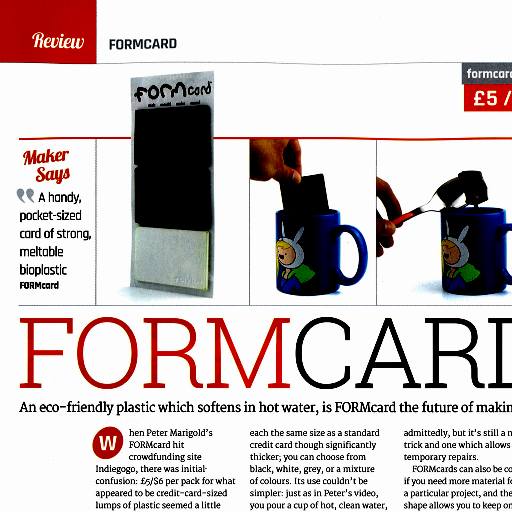 Review
FORMCARD
formcard
£5 /
form card
Maker
Says
A handy,
pocket-sized
card of strong,
meltable
bioplastic
FORMcard
FORMCARD
An eco-friendly plastic which softens in hot water, is FORMcard the future of makin
When Peter Marigold's
FORMcard hit
crowdfunding site
Indiegogo, there was initial
confusion: £5/$6 per pack for what
appeared to be credit-card-sized
lumps of plastic seemed a little
each the same size as a standard
credit card though significantly
thicker; you can choose from
black, white, grey, or a mixture
of colours. Its use couldn't be
simpler: just as in Peter's video,
you pour a cup of hot, clean water,
admittedly, but it's still a n
trick and one which allows
temporary repairs.
FORMcards can also be co
if you need more material fo
a particular project, and the
shape allows you to keep on